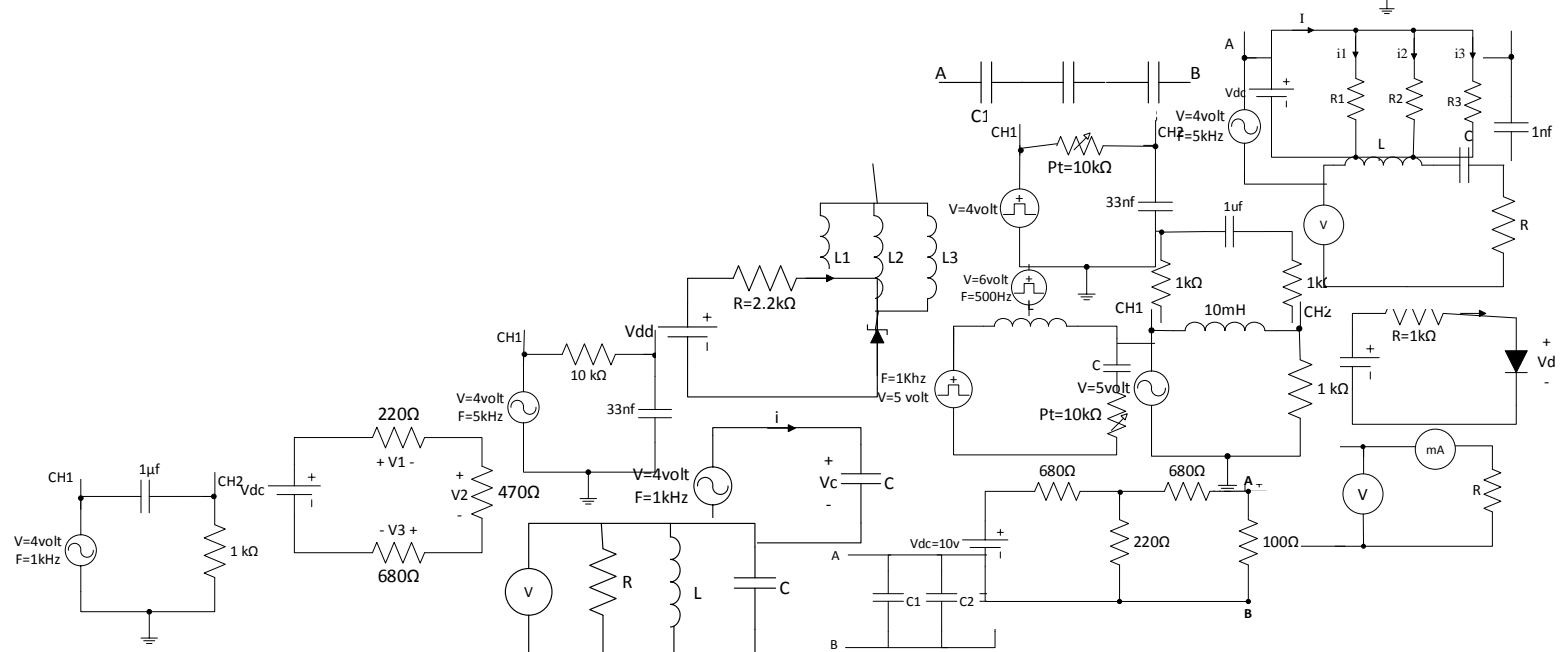 I
A
i1
i2
i3
A
B
Vdc
+
-
R1
R2
R3
C1
V=4volt
F=5kHz
CH1
CH2
1nf
L
C
Pt=10kΩ
V=4volt
+
33nf
1uf
V
R
L1
L2
L3
V=6volt
F=500Hz
+
1kΩ
R=2.2kΩ
L
CH1
10mH
CH2
Vdd
+
-
CH1
R=1kΩ
+
-
+
Vd
-
10 kΩ
F=1Khz
V=5 volt
+
C
V=5volt
1 kΩ
V=4volt
F=5kHz
33nf
Pt=10kΩ
220Ω
+ V1 -
i
mA
1µf
CH1
CH2
Vdc
+
-
+
V2
-
470Ω
V=4volt
F=1kHz
+
Vc
-
C
680Ω
680Ω
A
+
V
R
- V3 +
680Ω
V=4volt
F=1kHz
1 kΩ
Vdc=10v
+
-
220Ω
100Ω
A
V
R
L
C
C1
C2
B
B